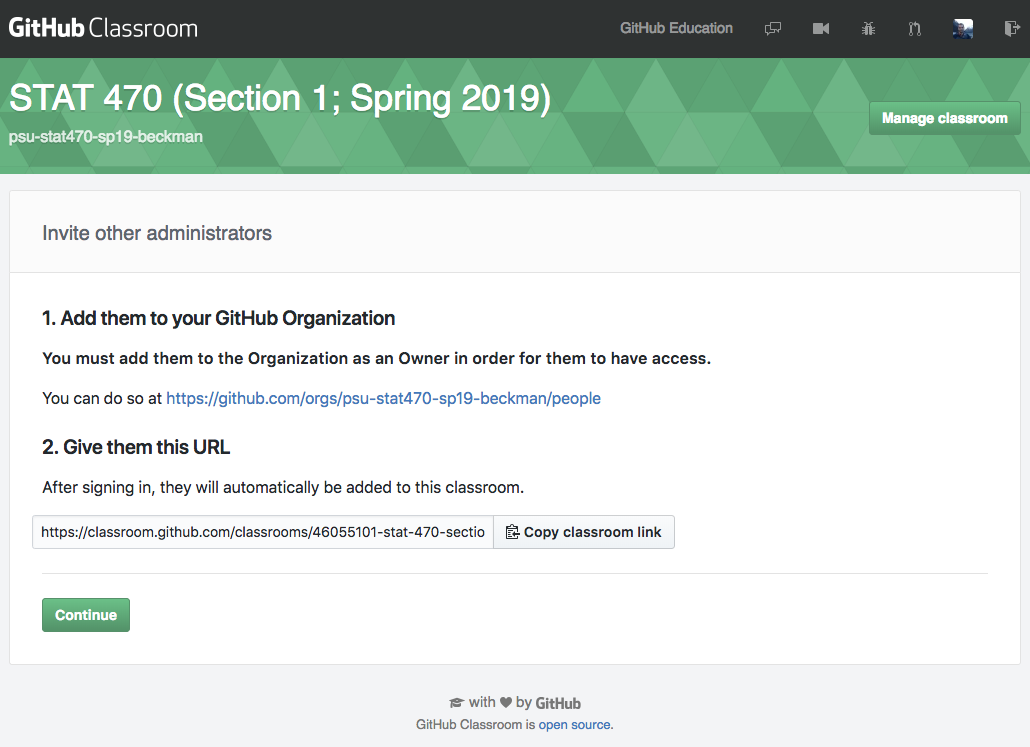 GitHub Classroom
GitHub Education
STAT 470 (Section 1; Spring 2019)
psu-stat470-sp19-beckman
Manage classroom
Invite other administrators
1. Add them to your GitHub Organization
You must add them to the Organization as an Owner in order for them to have access.
You can do so at https://github.com/orgs/psu-stat470-sp19-beckman/people
2. Give them this URL
After signing in, they will automatically be added to this classroom.
https://classroom.github.com/classrooms/46055101-stat-470-sectio
Copy classroom link
Continue
with ♥ by GitHub
GitHub Classroom is open source.